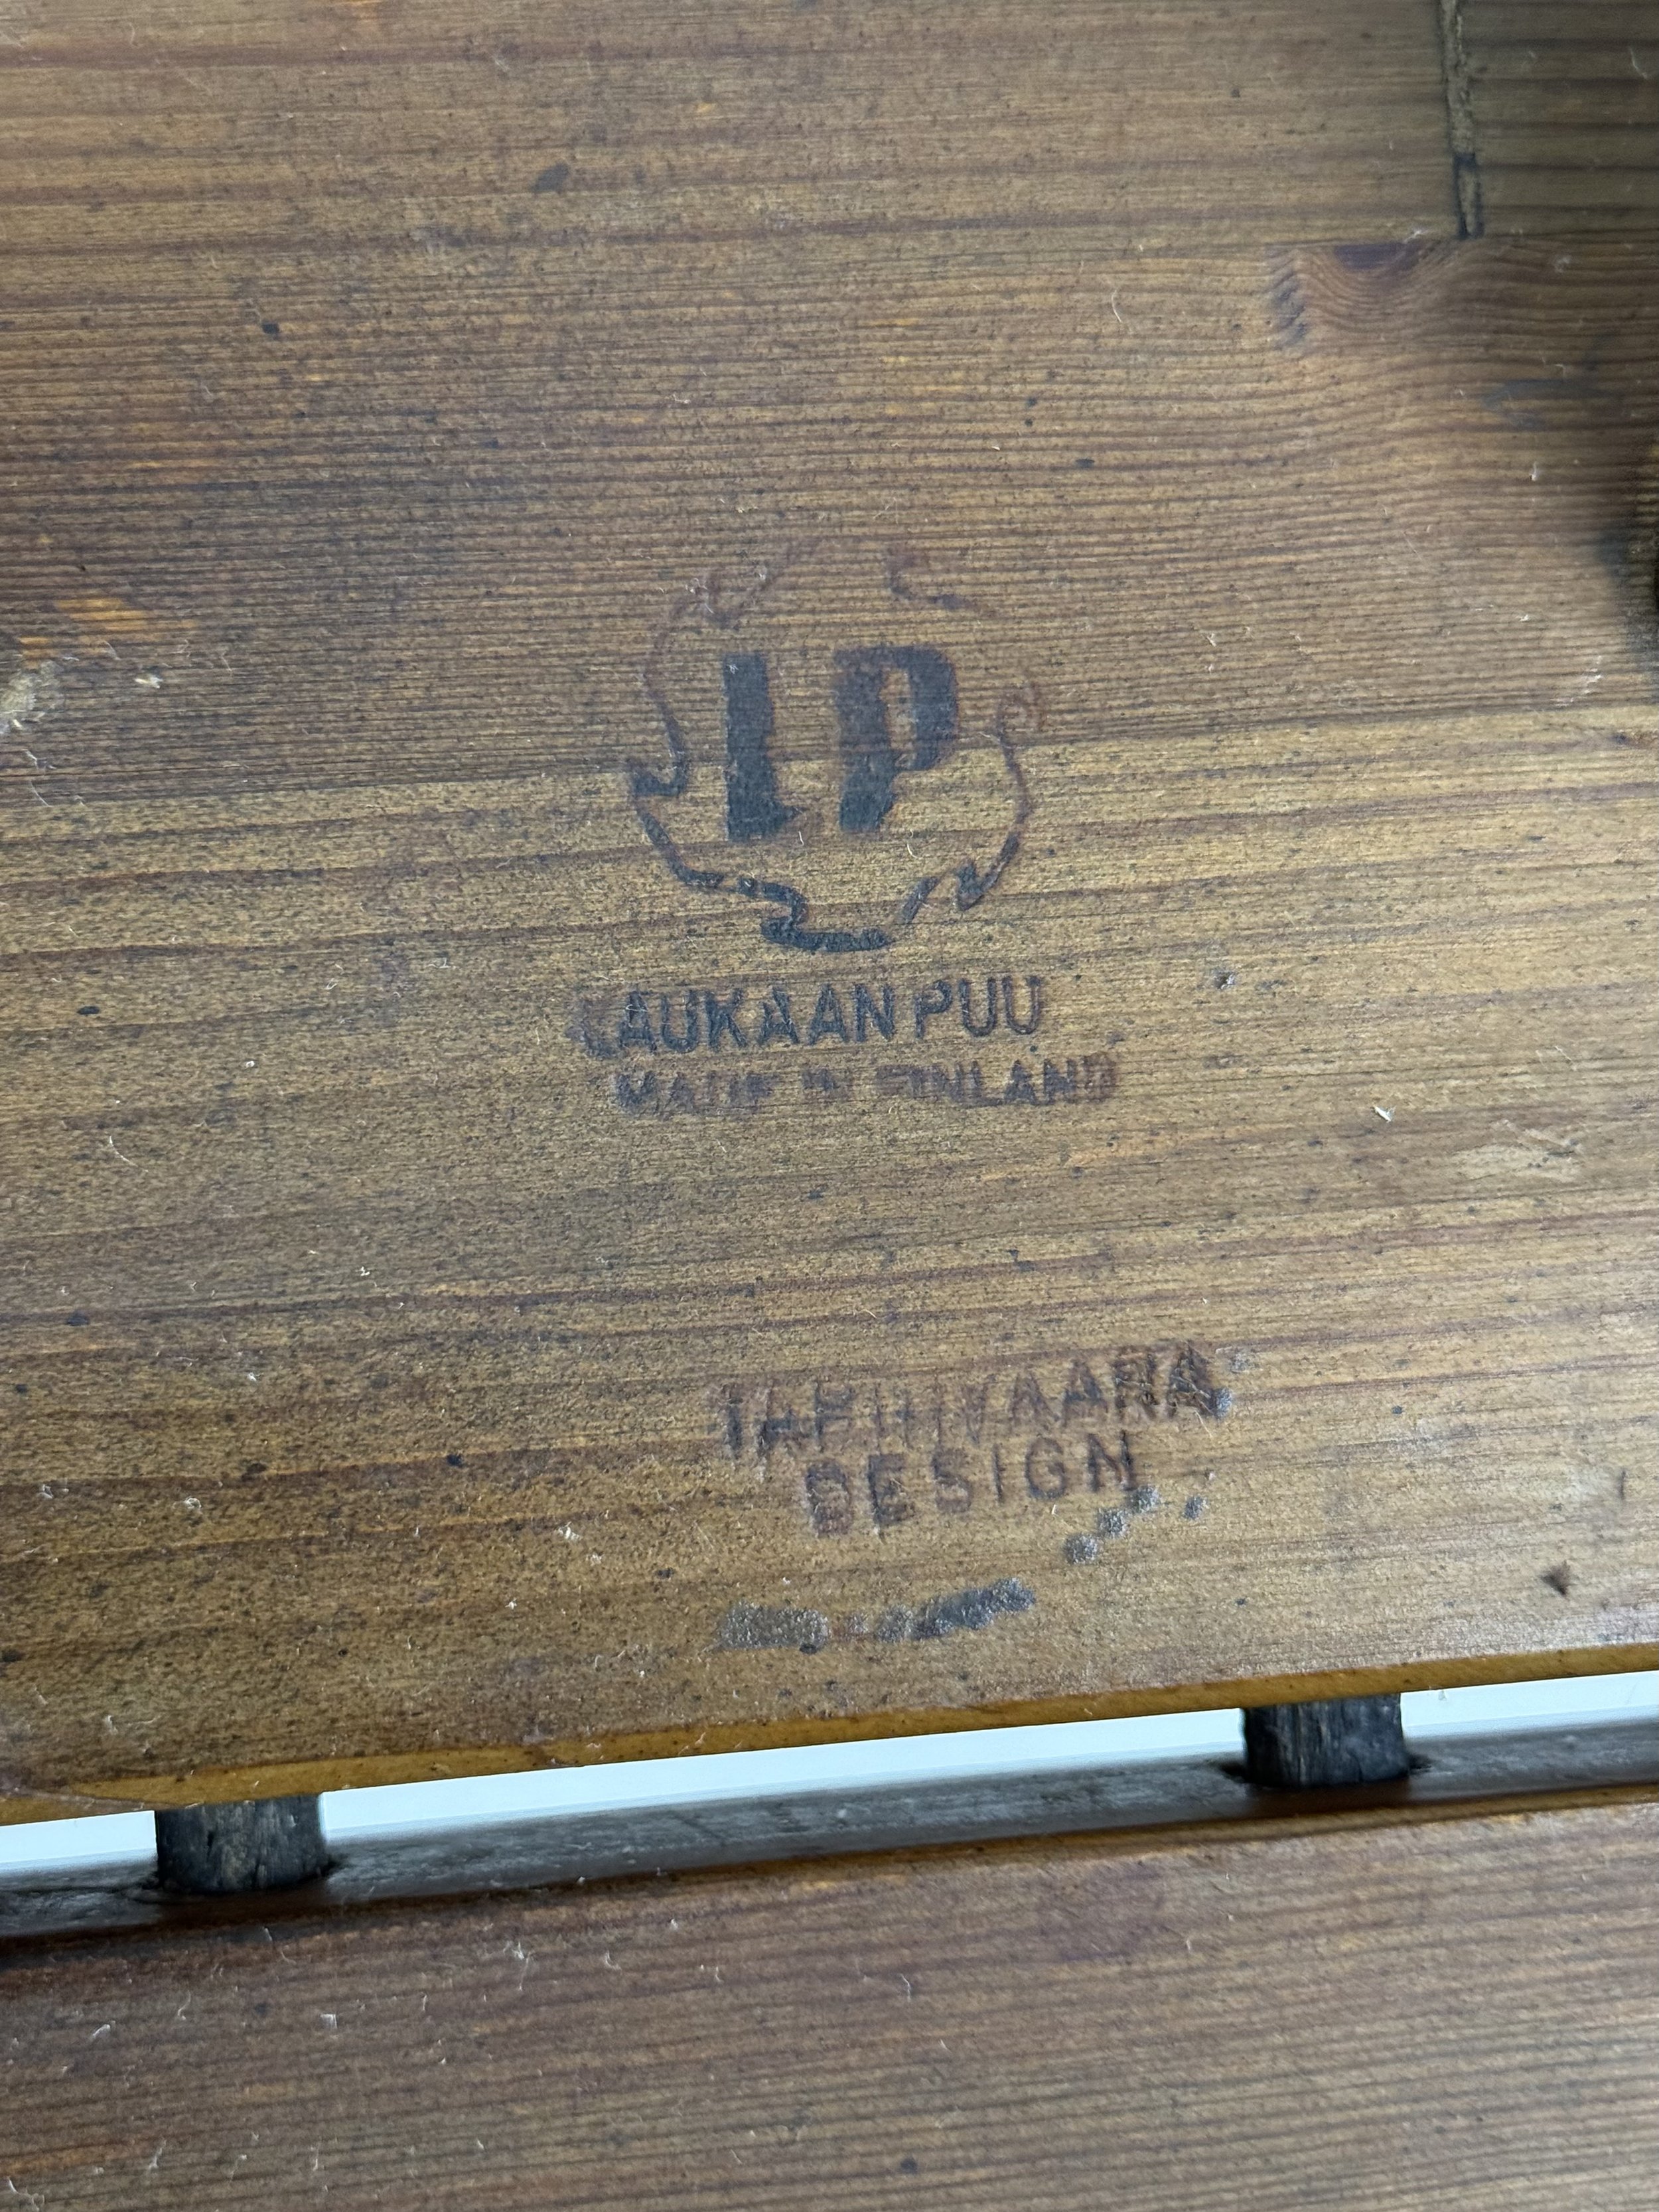 LP
LAUKAAN PUU
MADE IN FINLAND
TAPIOVAARA
DESIGN